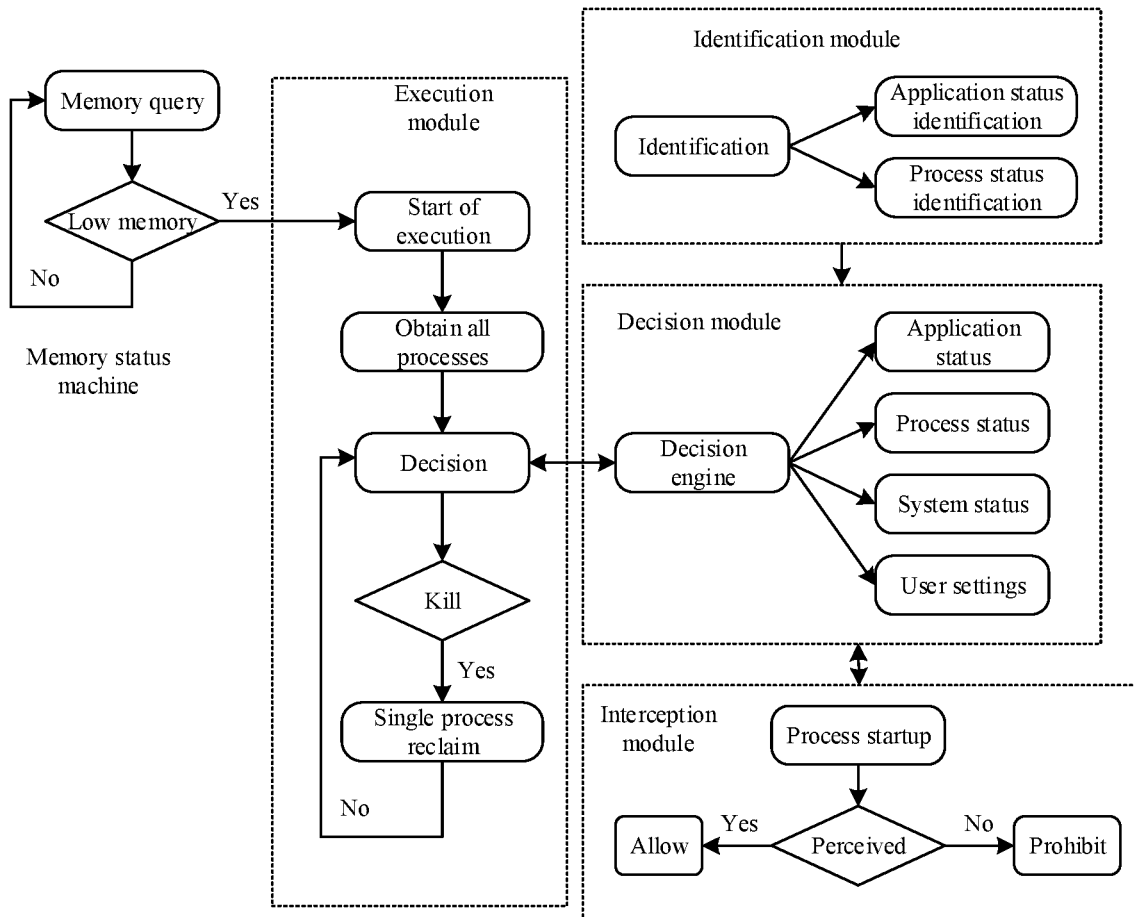 Memory query
Low memory
Yes
No
Memory status
machine
Execution
module
Start of
execution
Obtain all
processes
Decision
Kill
Yes
Single process
reclaim
No
Identification module
Identification
Application status
identification
Process status
identification
Decision module
Decision
engine
Application
status
Process status
System status
User settings
Interception
module
Process startup
Perceived
Yes
Allow
No
Prohibit